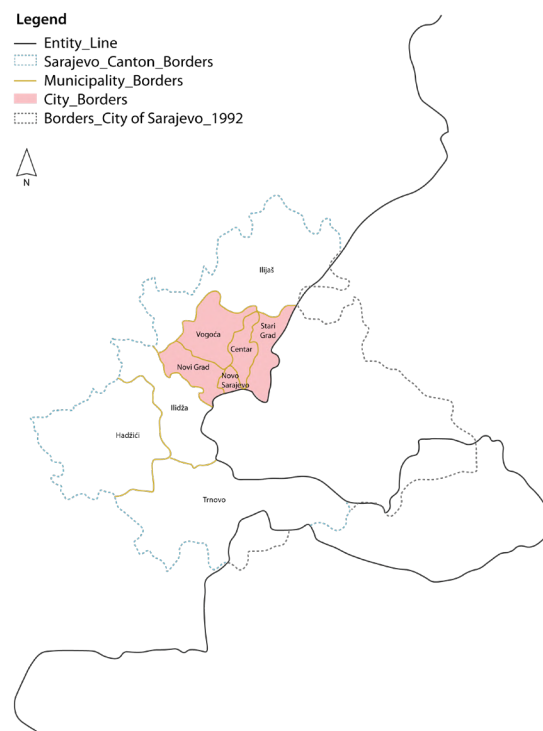 Legend
Entity_Line
Sarajevo_Canton_Borders
Municipality_Borders
City_Borders
Borders_City of Sarajevo_1992
N
Ilijaš
Vogoća
Stari
Grad
Centar
Novi Grad
Novo
Sarajevo
Ilidža
Hadžići
Trnovo